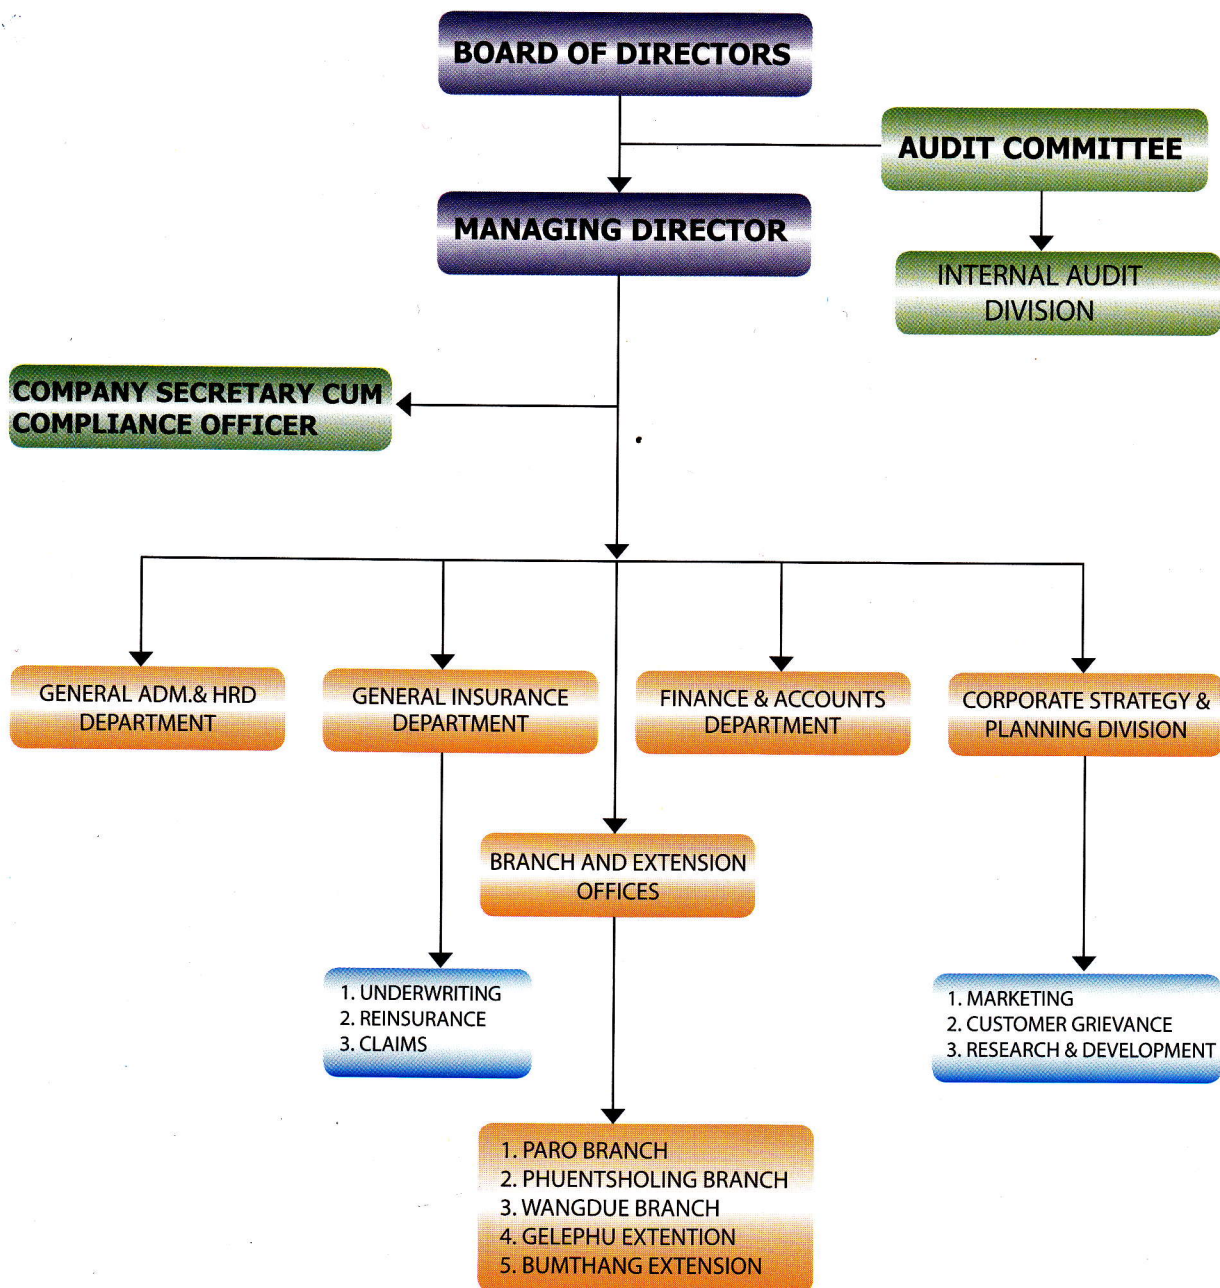 BOARD OF DIRECTORS
AUDIT COMMITTEE
MANAGING DIRECTOR
INTERNAL AUDIT
DIVISION
COMPANY SECRETARY CUM
COMPLIANCE OFFICER
GENERAL ADM.& HRD
DEPARTMENT
GENERAL INSURANCE
DEPARTMENT
FINANCE & ACCOUNTS
DEPARTMENT
CORPORATE STRATEGY &
PLANNING DIVISION
BRANCH AND EXTENSION
OFFICES
1. UNDERWRITING
2. REINSURANCE
3. CLAIMS
1. MARKETING
2. CUSTOMER GRIEVANCE
3. RESEARCH & DEVELOPMENT
1. PARO BRANCH
2. PHUENTSHOLING BRANCH
3. WANGDUE BRANCH
4. GELEPHU EXTENTION
5. BUMTHANG EXTENSION